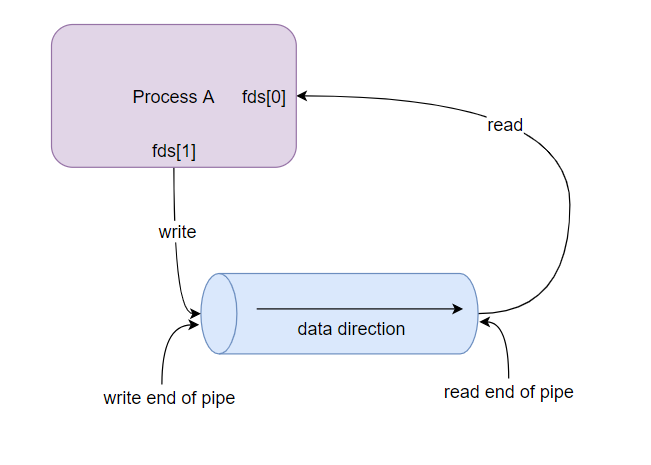 Process A fds[0]
fds[1]
read
write
data direction
write end of pipe
read end of pipe